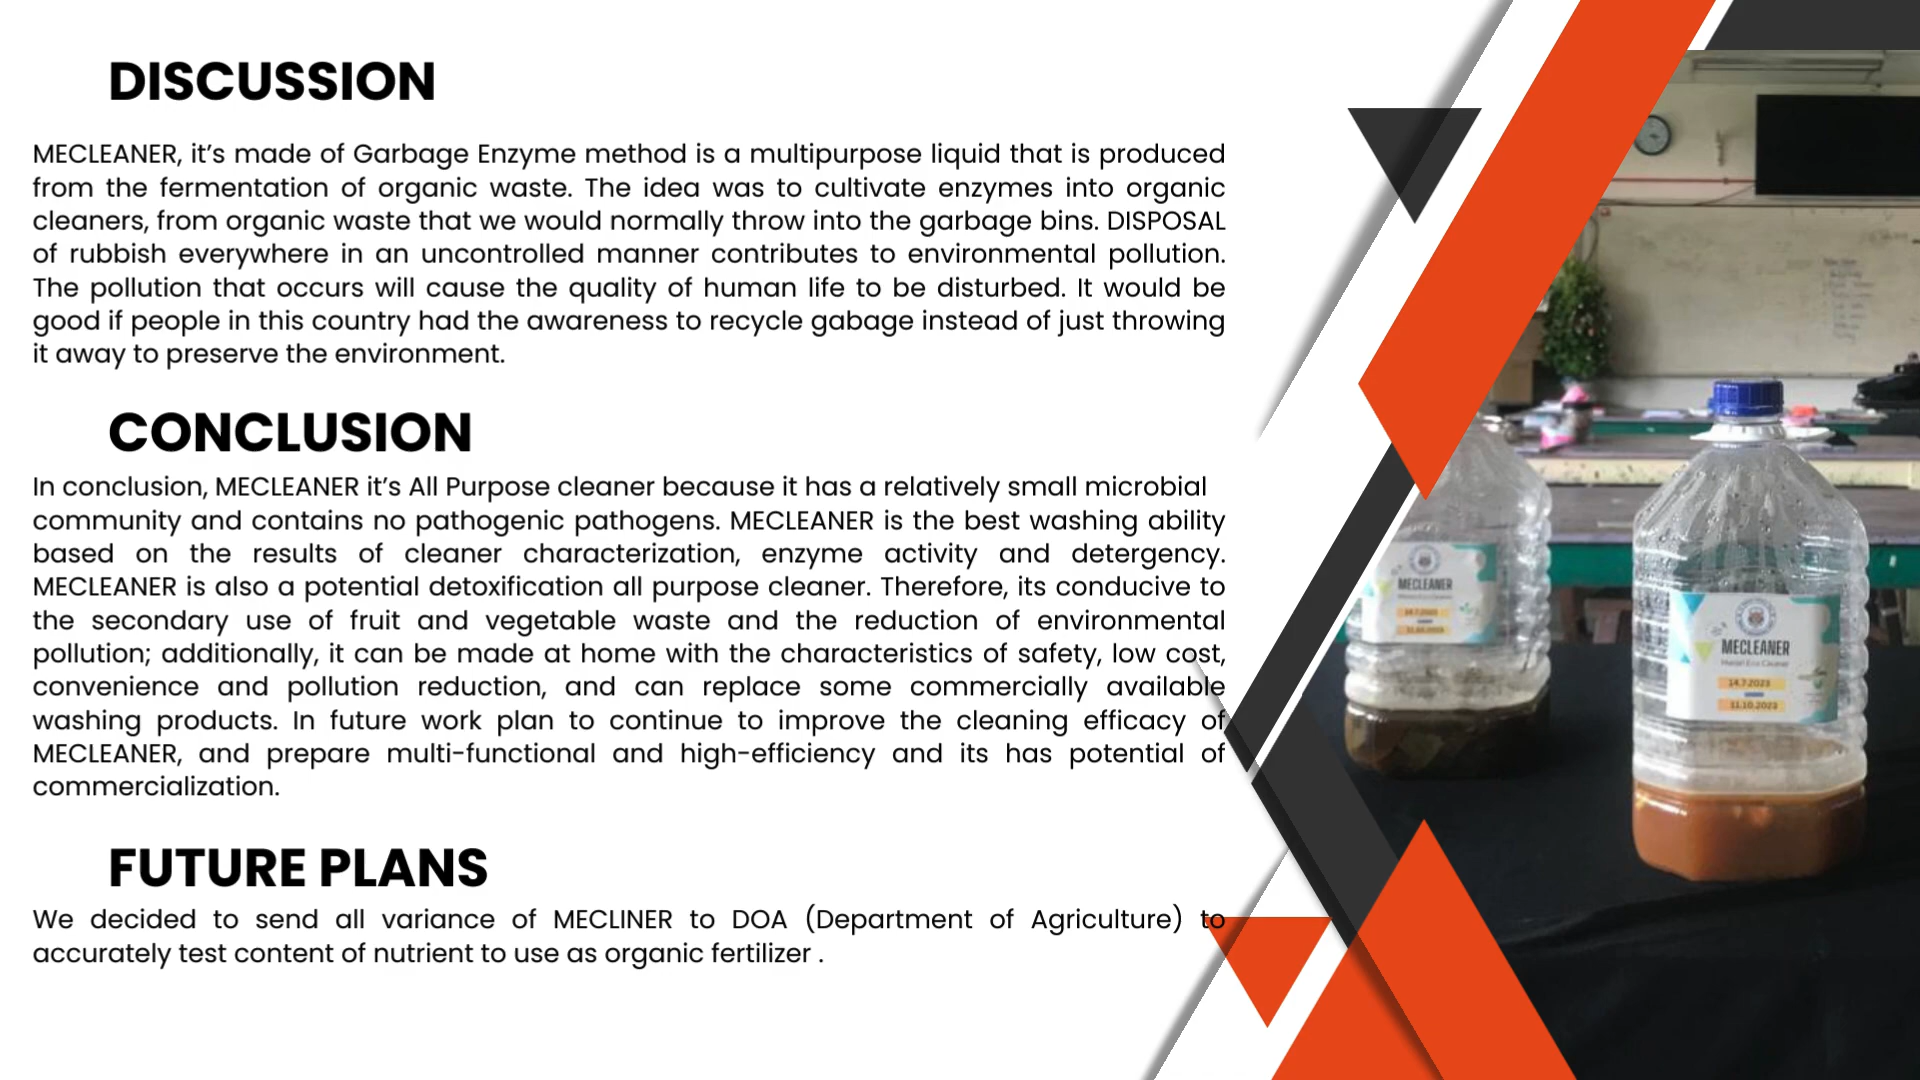 DISCUSSION
MECLEANER, it’s made of Garbage Enzyme method is a multipurpose liquid that is produced
from the fermentation of organic waste. The idea was to cultivate enzymes into organic
cleaners, from organic waste that we would normally throw into the garbage bins. DISPOSAL
of rubbish everywhere in an uncontrolled manner contributes to environmental pollution.
The pollution that occurs will cause the quality of human life to be disturbed. It would be
good if people in this country had the awareness to recycle gabage instead of just throwing
it away to preserve the environment.
CONCLUSION
In conclusion, MECLEANER it’s All Purpose cleaner because it has a relatively small microbial
community and contains no pathogenic pathogens. MECLEANER is the best washing ability
based on the results of cleaner characterization, enzyme activity and detergency.
MECLEANER is also a potential detoxification all purpose cleaner. Therefore, its conducive to
the secondary use of fruit and vegetable waste and the reduction of environmental
pollution; additionally, it can be made at home with the characteristics of safety, low cost,
convenience and pollution reduction, and can replace some commercially available
washing products. In future work plan to continue to improve the cleaning efficacy of
MECLEANER, and prepare multi-functional and high-efficiency and its has potential of
commercialization.
FUTURE PLANS
We decided to send all variance of MECLINER to DOA (Department of Agriculture) to
accurately test content of nutrient to use as organic fertilizer .
MECLEANER
MECLEANER
14.7.2023
11.10.2023